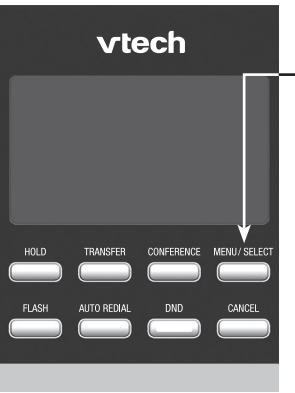 vtech
HOLD TRANSFER CONFERENCE MENU/ SELECT
FLASH AUTO REDIAL DND CANCEL